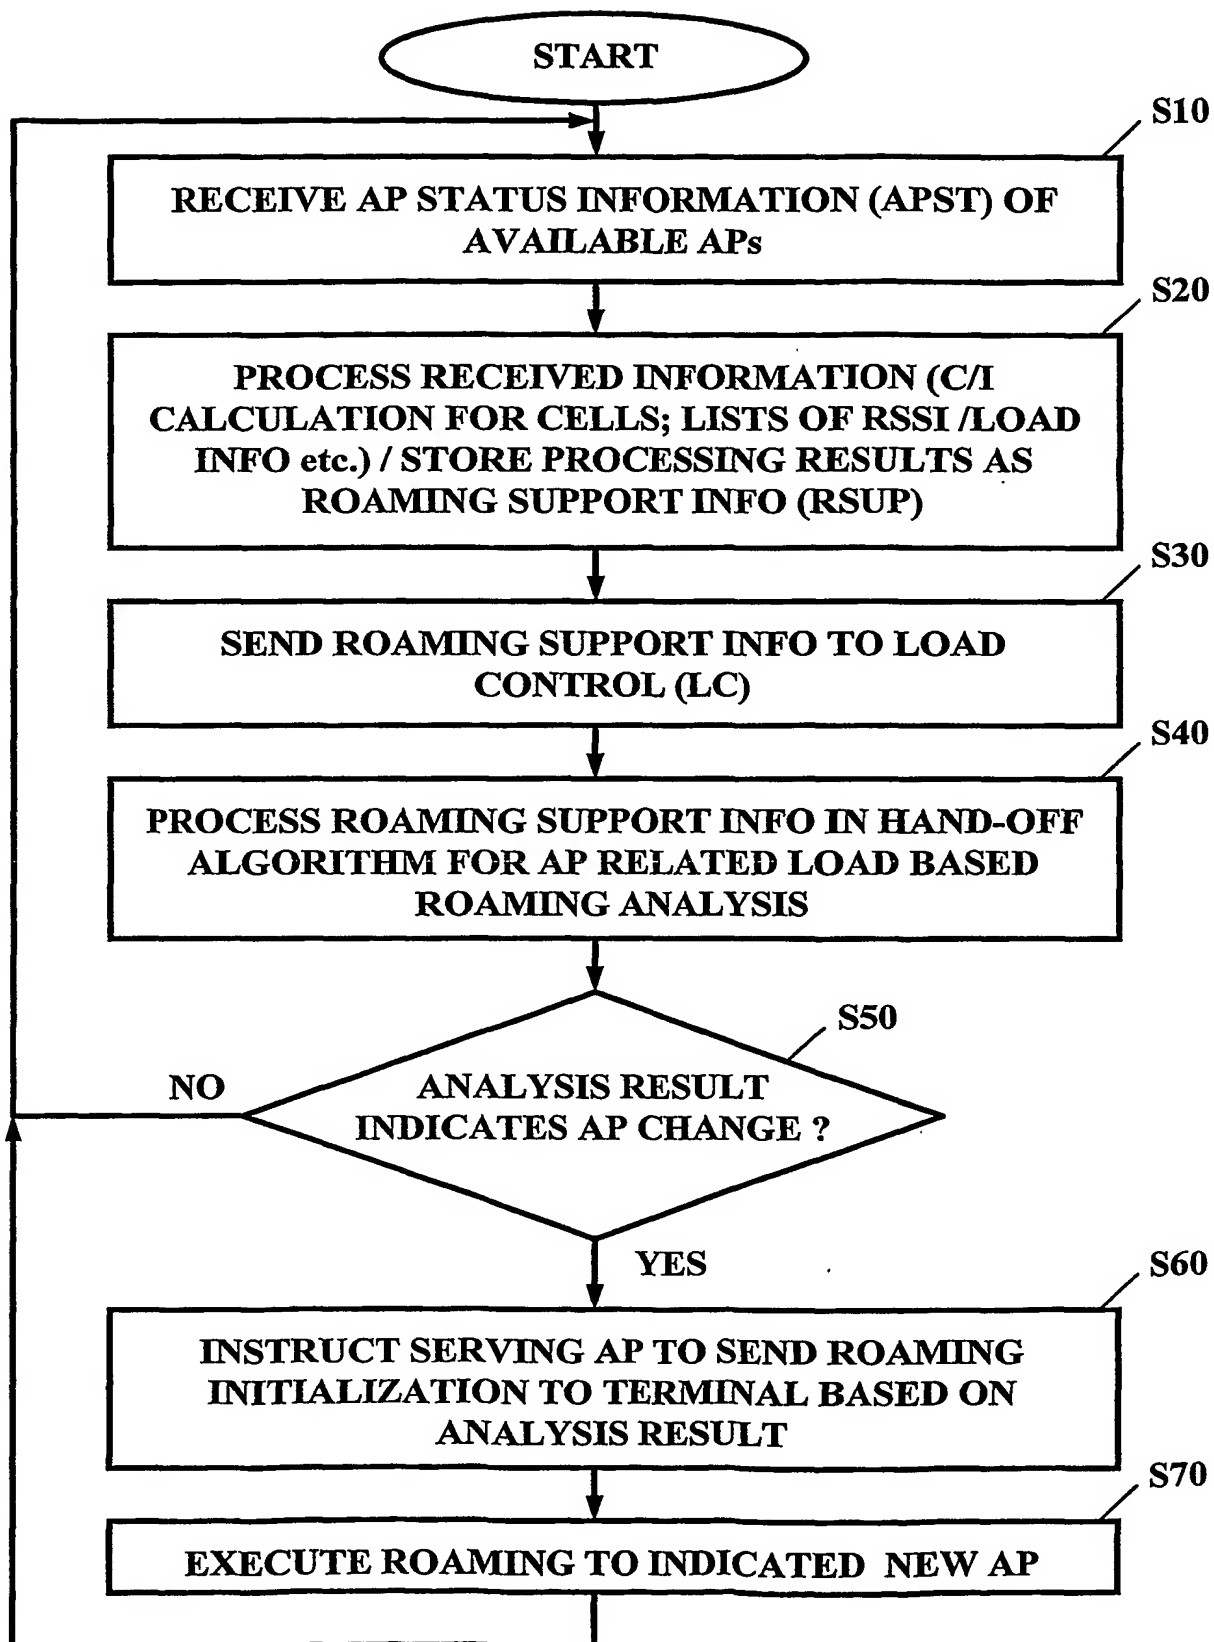 START
S10
RECEIVE AP STATUS INFORMATION (APST) OF
AVAILABLE APs
S20
PROCESS RECEIVED INFORMATION (C/I
CALCULATION FOR CELLS; LISTS OF RSSI /LOAD
INFO etc.) / STORE PROCESSING RESULTS AS
ROAMING SUPPORT INFO (RSUP)
S30
SEND ROAMING SUPPORT INFO TO LOAD
CONTROL (LC)
S40
PROCESS ROAMING SUPPORT INFO IN HAND-OFF
ALGORITHM FOR AP RELATED LOAD BASED
ROAMING ANALYSIS
S50
NO
ANALYSIS RESULT
INDICATES AP CHANGE ?
YES
S60
INSTRUCT SERVING AP TO SEND ROAMING
INITIALIZATION TO TERMINAL BASED ON
ANALYSIS RESULT
S70
EXECUTE ROAMING TO INDICATED NEW AP